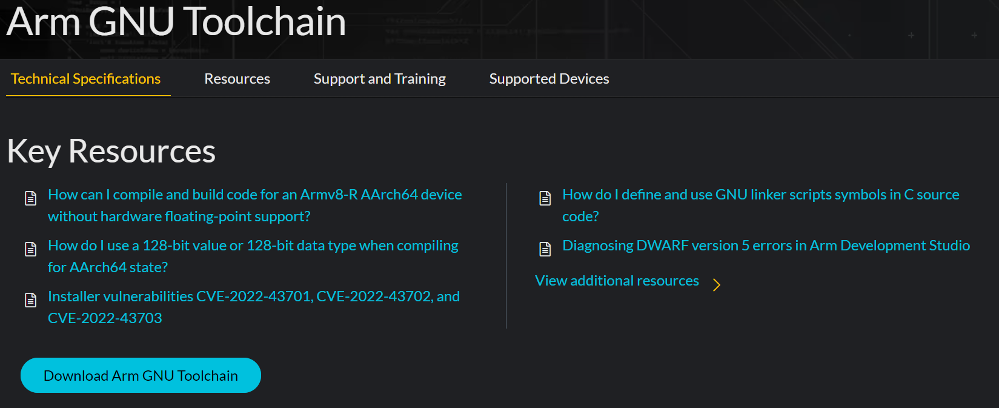 Arm GNU Toolchain
Technical Specifications
Resources
Support and Training
Supported Devices
Key Resources
How can I compile and build code for an Armv8-R AArch64 device
without hardware floating-point support?
How do I use a 128-bit value or 128-bit data type when compiling
for AArch64 state?
Installer vulnerabilities CVE-2022-43701, CVE-2022-43702, and
CVE-2022-43703
How do I define and use GNU linker scripts symbols in C source
code?
Diagnosing DWARF version 5 errors in Arm Development Studio
View additional resources
Download Arm GNU Toolchain